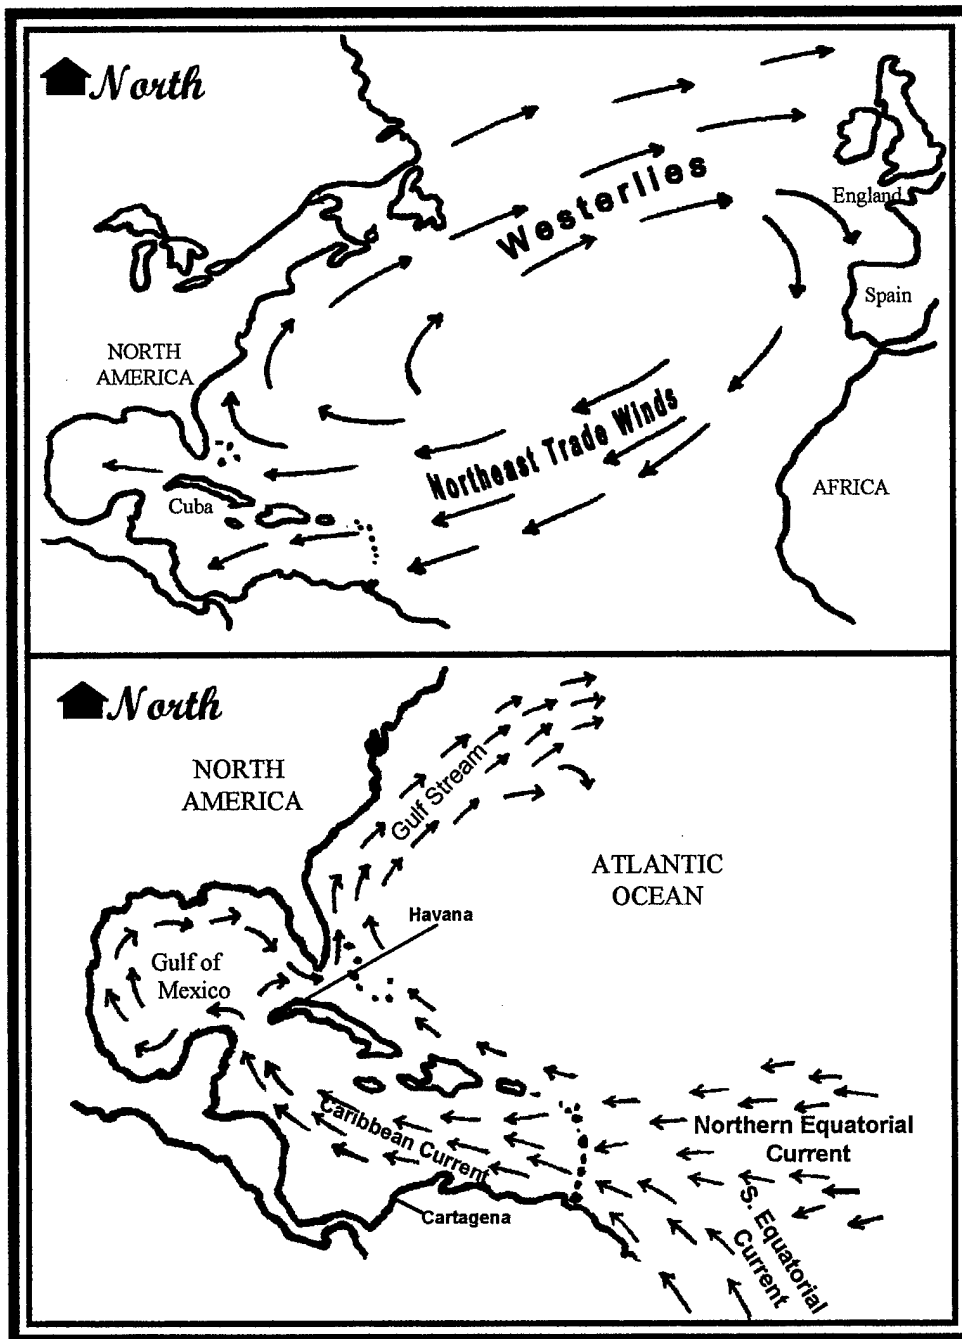 North
Westerlies
England
Spain
NORTH
AMERICA
Northeast Trade Winds
AFRICA
Cuba
North
NORTH
AMERICA
Gulf Stream
ATLANTIC
OCEAN
Havana
Gulf of
Mexico
Caribbean Current
Northern Equatorial
Current
S. Equatorial
Current
Cartagena